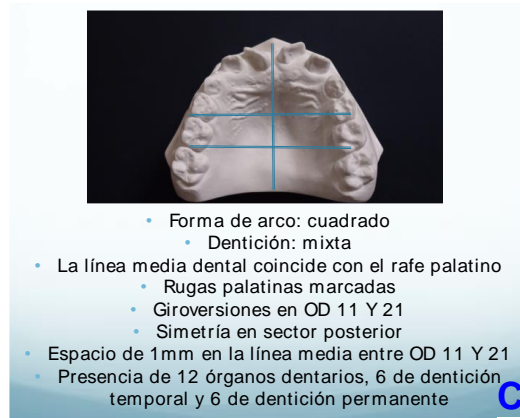 • Forma de arco: cuadrado
• Dentición: mixta
• La línea media dental coincide con el rafe palatino
• Rugas palatinas marcadas
• Giroversiones en OD 11 Y 21
• Simetría en sector posterior
• Espacio de 1mm en la línea media entre OD 11 Y 21
• Presencia de 12 órganos dentarios, 6 de dentición
temporal y 6 de dentición permanente
C